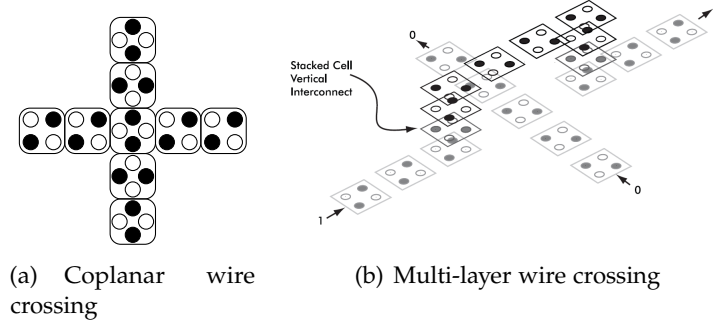 0
Stacked Cell
Vertical
Interconnect
1
0
(a) Coplanar wire
crossing
(b) Multi-layer wire crossing